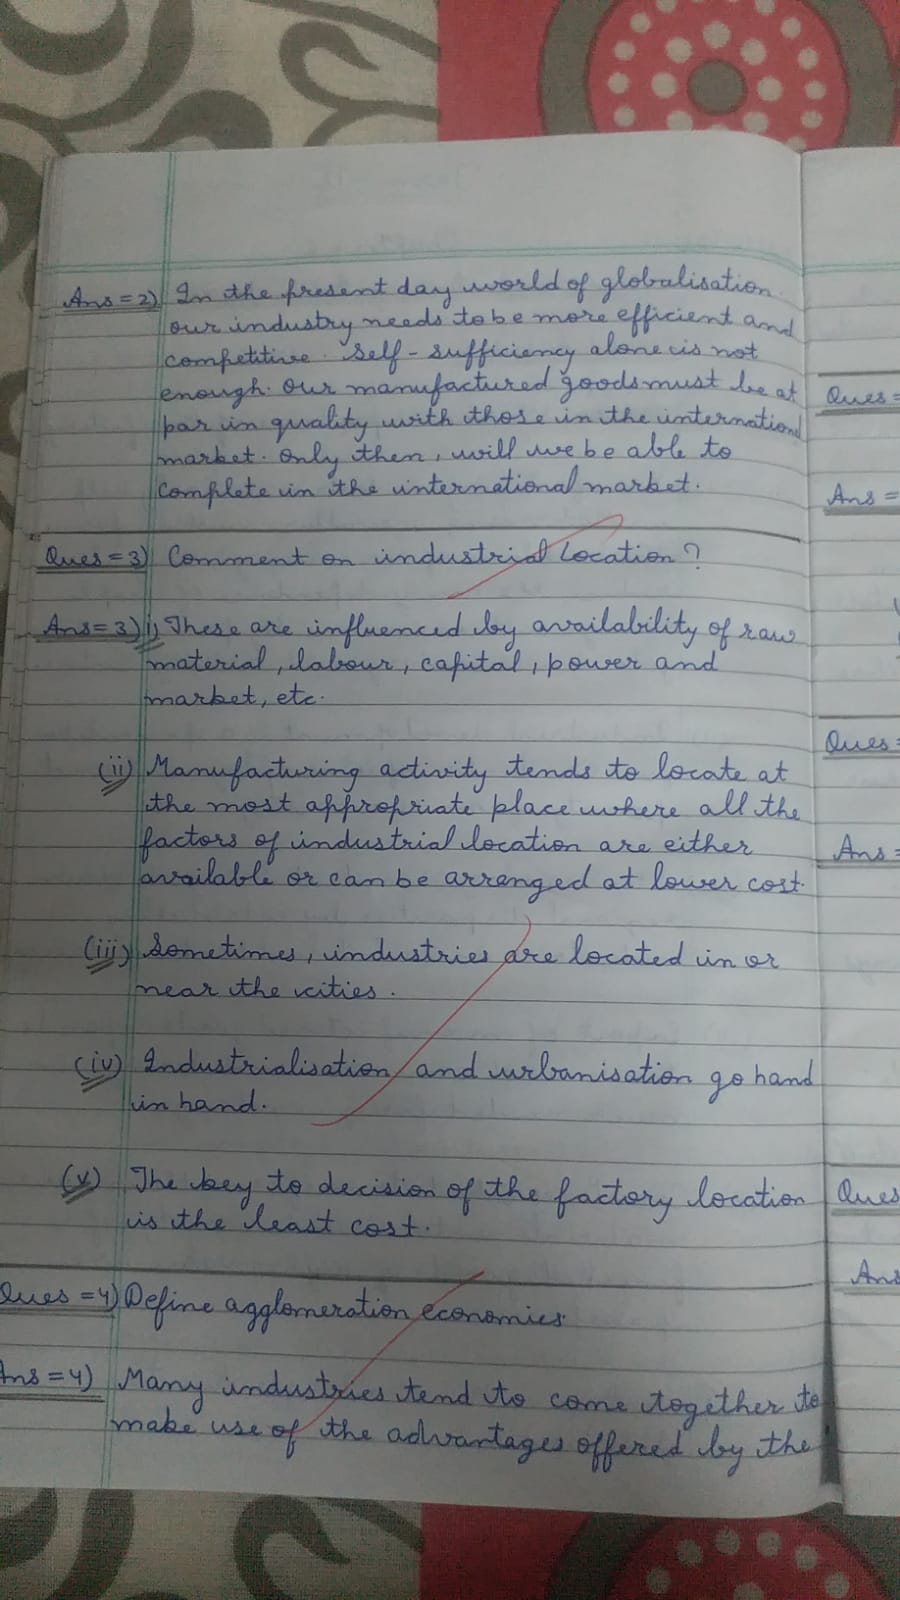 Ans=2) In the present day world of globalisation
our industry needs to be more efficient and
competitive. Self-sufficiency alone is not
enough. Our manufactured goods must be at
par in quality with those in the international
market. Only then, will we be able to
complete in the international market.
Ques=3) Comment on industrial Location?
Ans=3) i) These are influenced by availability of raw
material, labour, capital, power and
market, etc.
(ii) Manufacturing activity tends to locate at
the most appropriate place where all the
factors of industrial location are either
available or can be arranged at lower cost.
(iii) Sometimes, industries are located in or
near the cities.
(iv) Industrialisation and urbanisation go hand
in hand.
(v) The key to decision of the factory location
is the least cost.
Ques=4) Define agglomeration economies.
Ans=4) Many industries tend to come together to
make use of the advantages offered by the
Ques=
Ans=
Ques=
Ans=
Ques
Ans